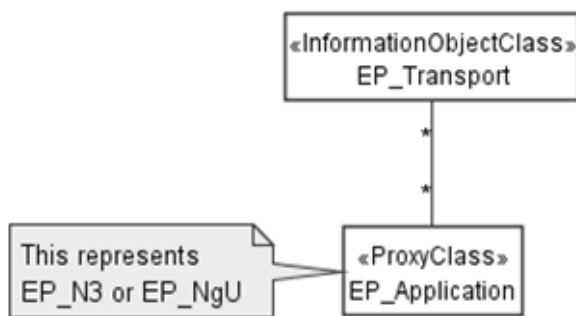 «InformationObjectClass»
EP_Transport
*
*
This represents
EP_N3 or EP_NgU
«ProxyClass»
EP_Application